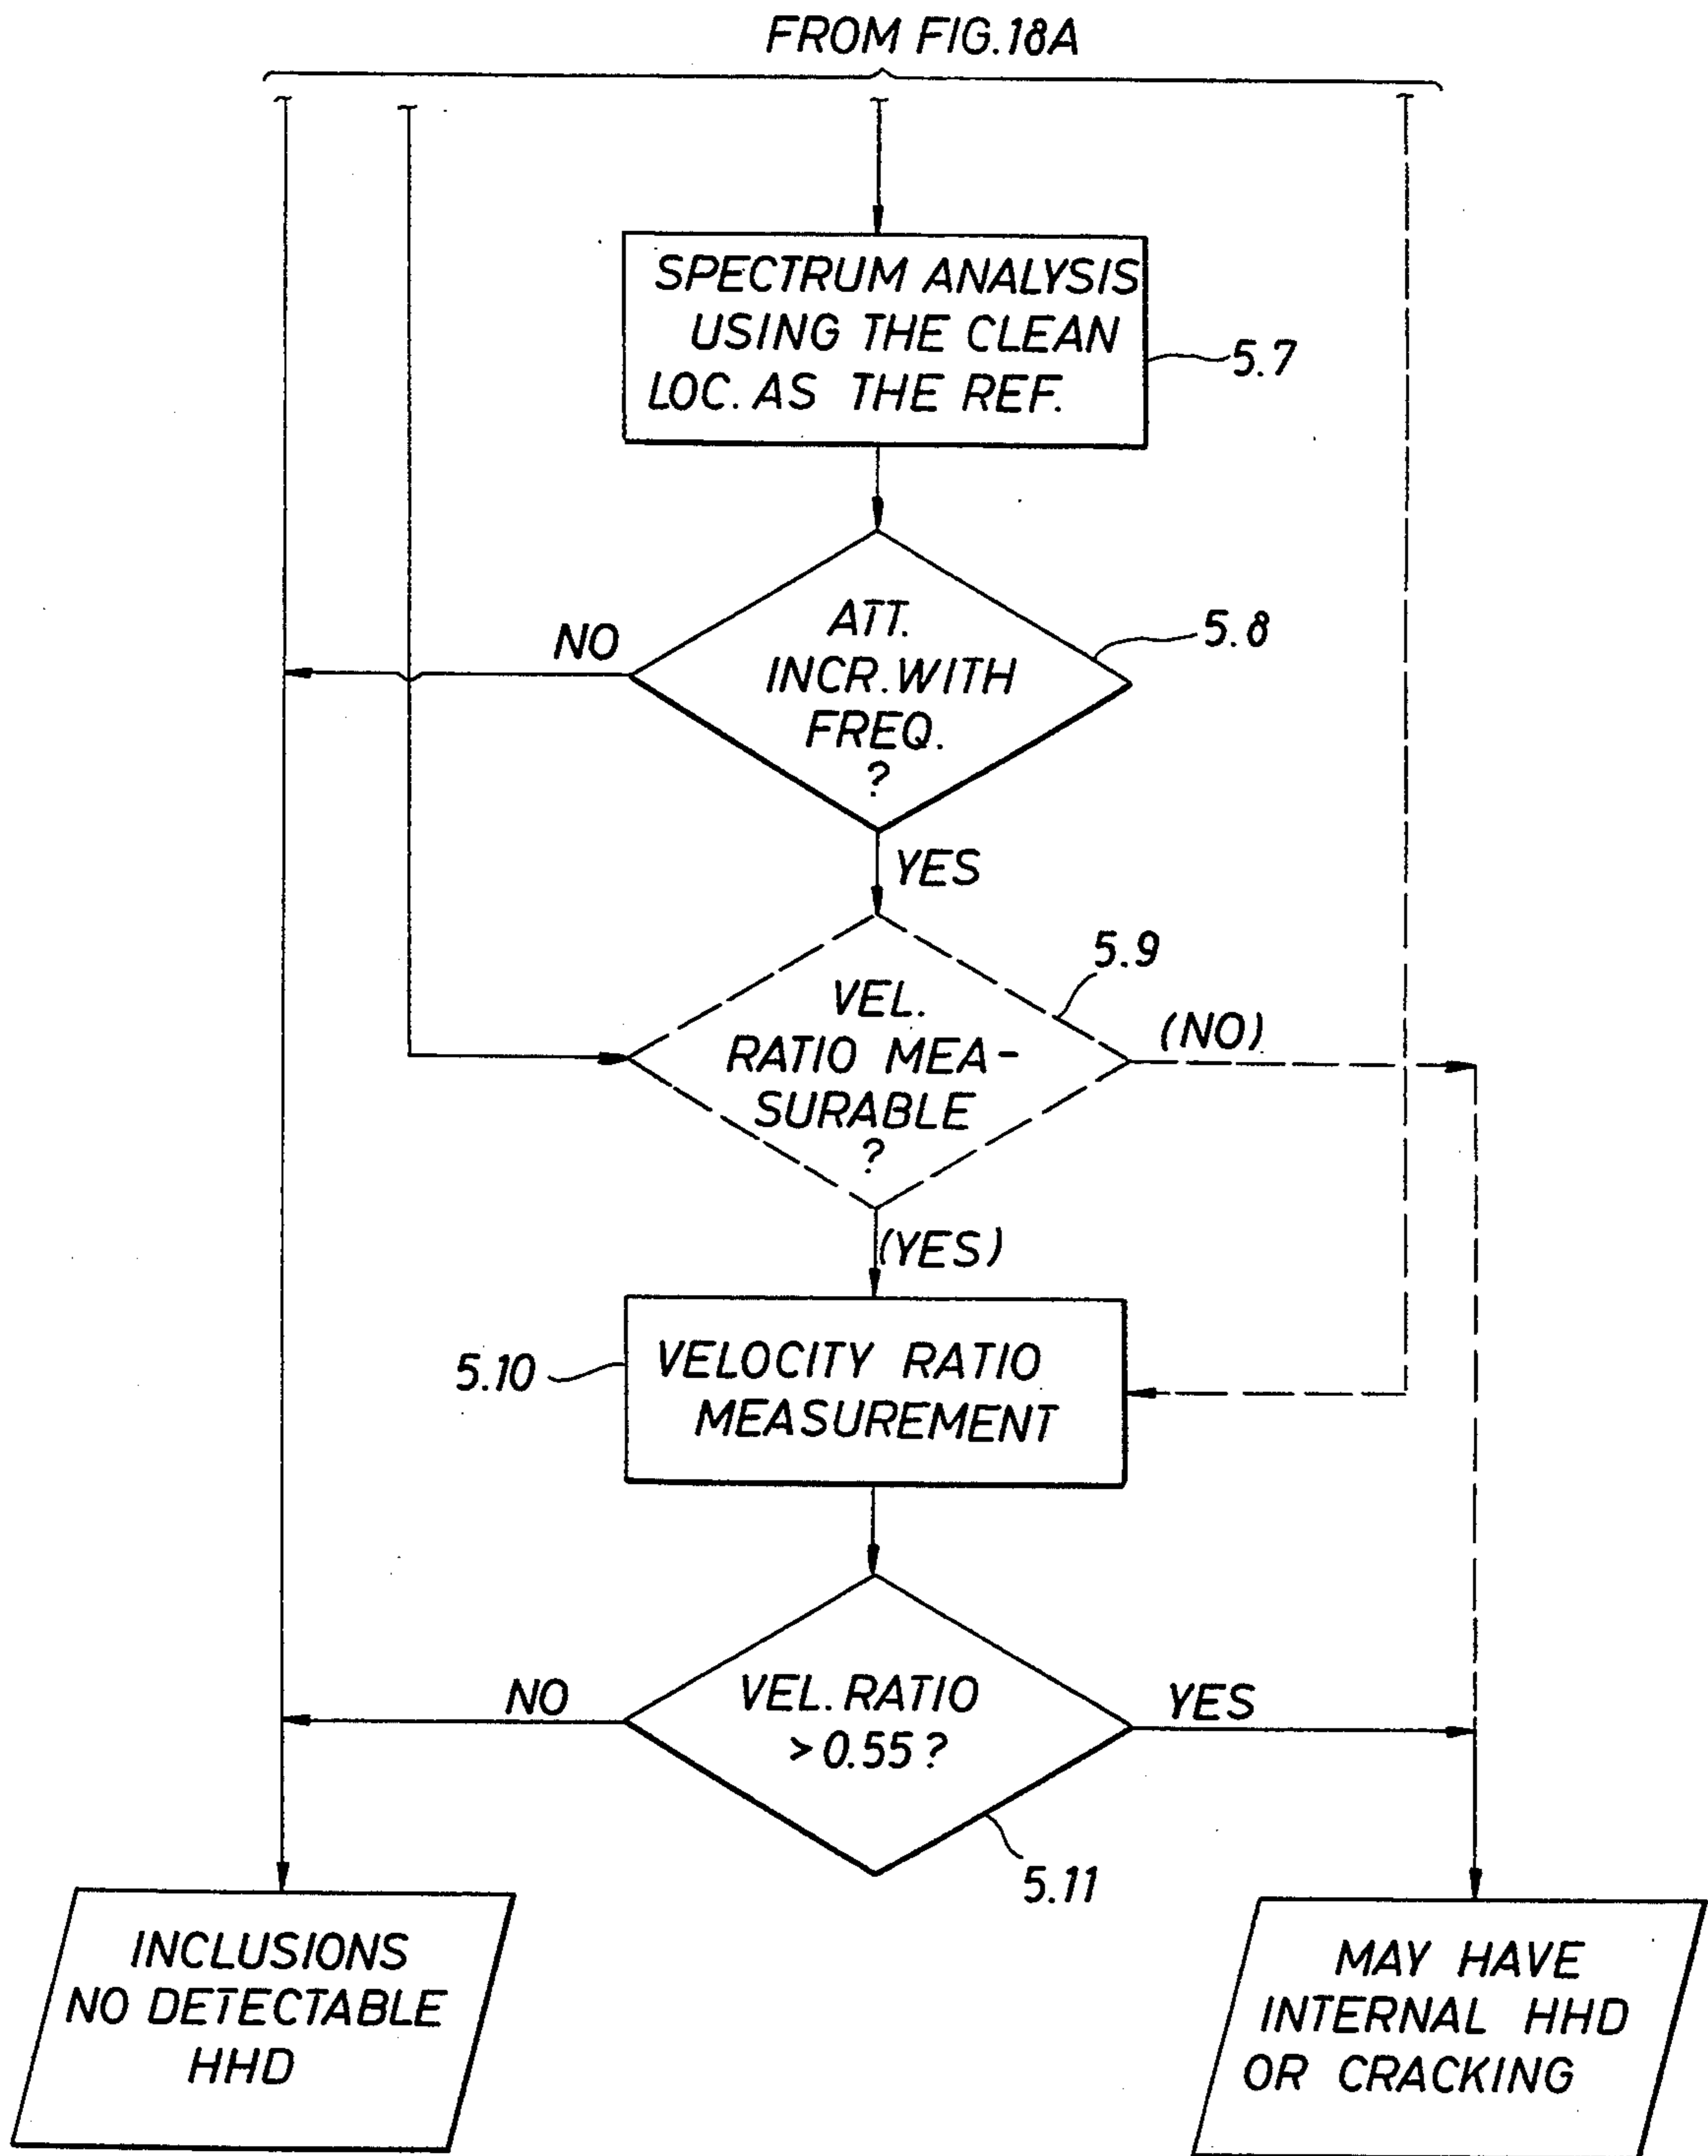 FROM FIG.18A
SPECTRUM ANALYSIS
USING THE CLEAN
LOC. AS THE REF.
5.7
ATT.
INCR. WITH
FREQ.
?
5.8
NO
YES
VEL.
RATIO MEA-
SURABLE
?
5.9
(NO)
(YES)
VELOCITY RATIO
MEASUREMENT
5.10
VEL. RATIO
> 0.55?
NO
YES
5.11
INCLUSIONS
NO DETECTABLE
HHD
MAY HAVE
INTERNAL HHD
OR CRACKING